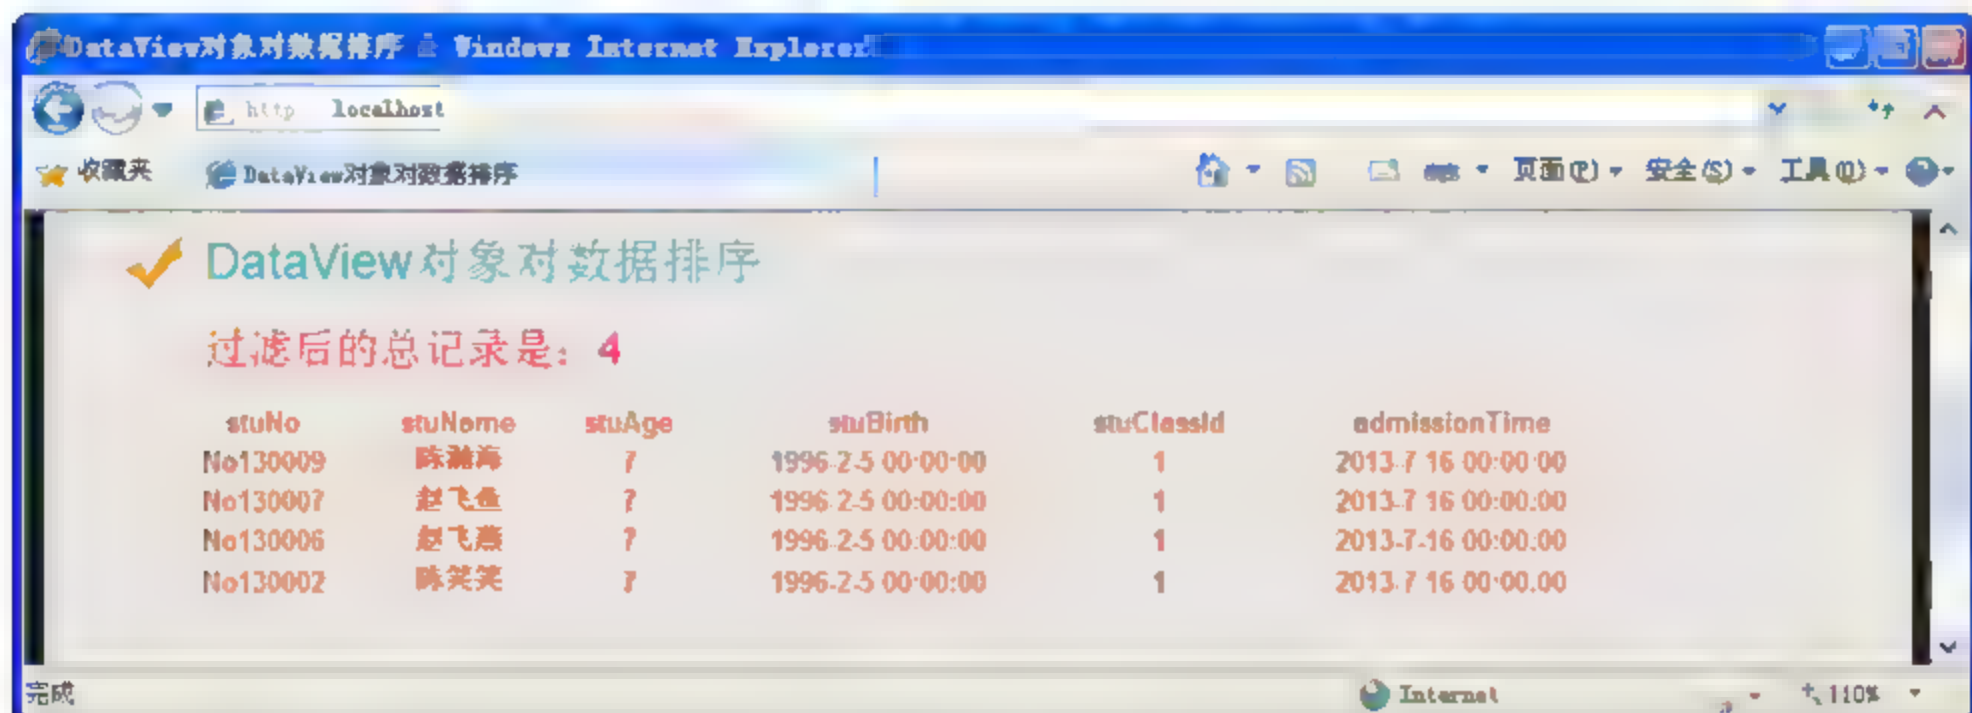 DataView对象对数据排序 Windows Internet Explorer
http localhost
收藏夹 DataView对象对数据排序 页面(P) 安全(S) 工具(O)
DataView对象对数据排序
过滤后的总记录是：4
stuNo stuName stuAge stuBirth stuClassId admissionTime
No130009 陈瀚海 7 1996-2-5 00:00:00 1 2013-7-16 00:00:00
No130007 赵飞鱼 7 1996-2-5 00:00:00 1 2013-7-16 00:00:00
No130006 赵飞燕 7 1996-2-5 00:00:00 1 2013-7-16 00:00:00
No130002 陈笑笑 7 1996-2-5 00:00:00 1 2013-7-16 00:00:00
完成 Internet 110%